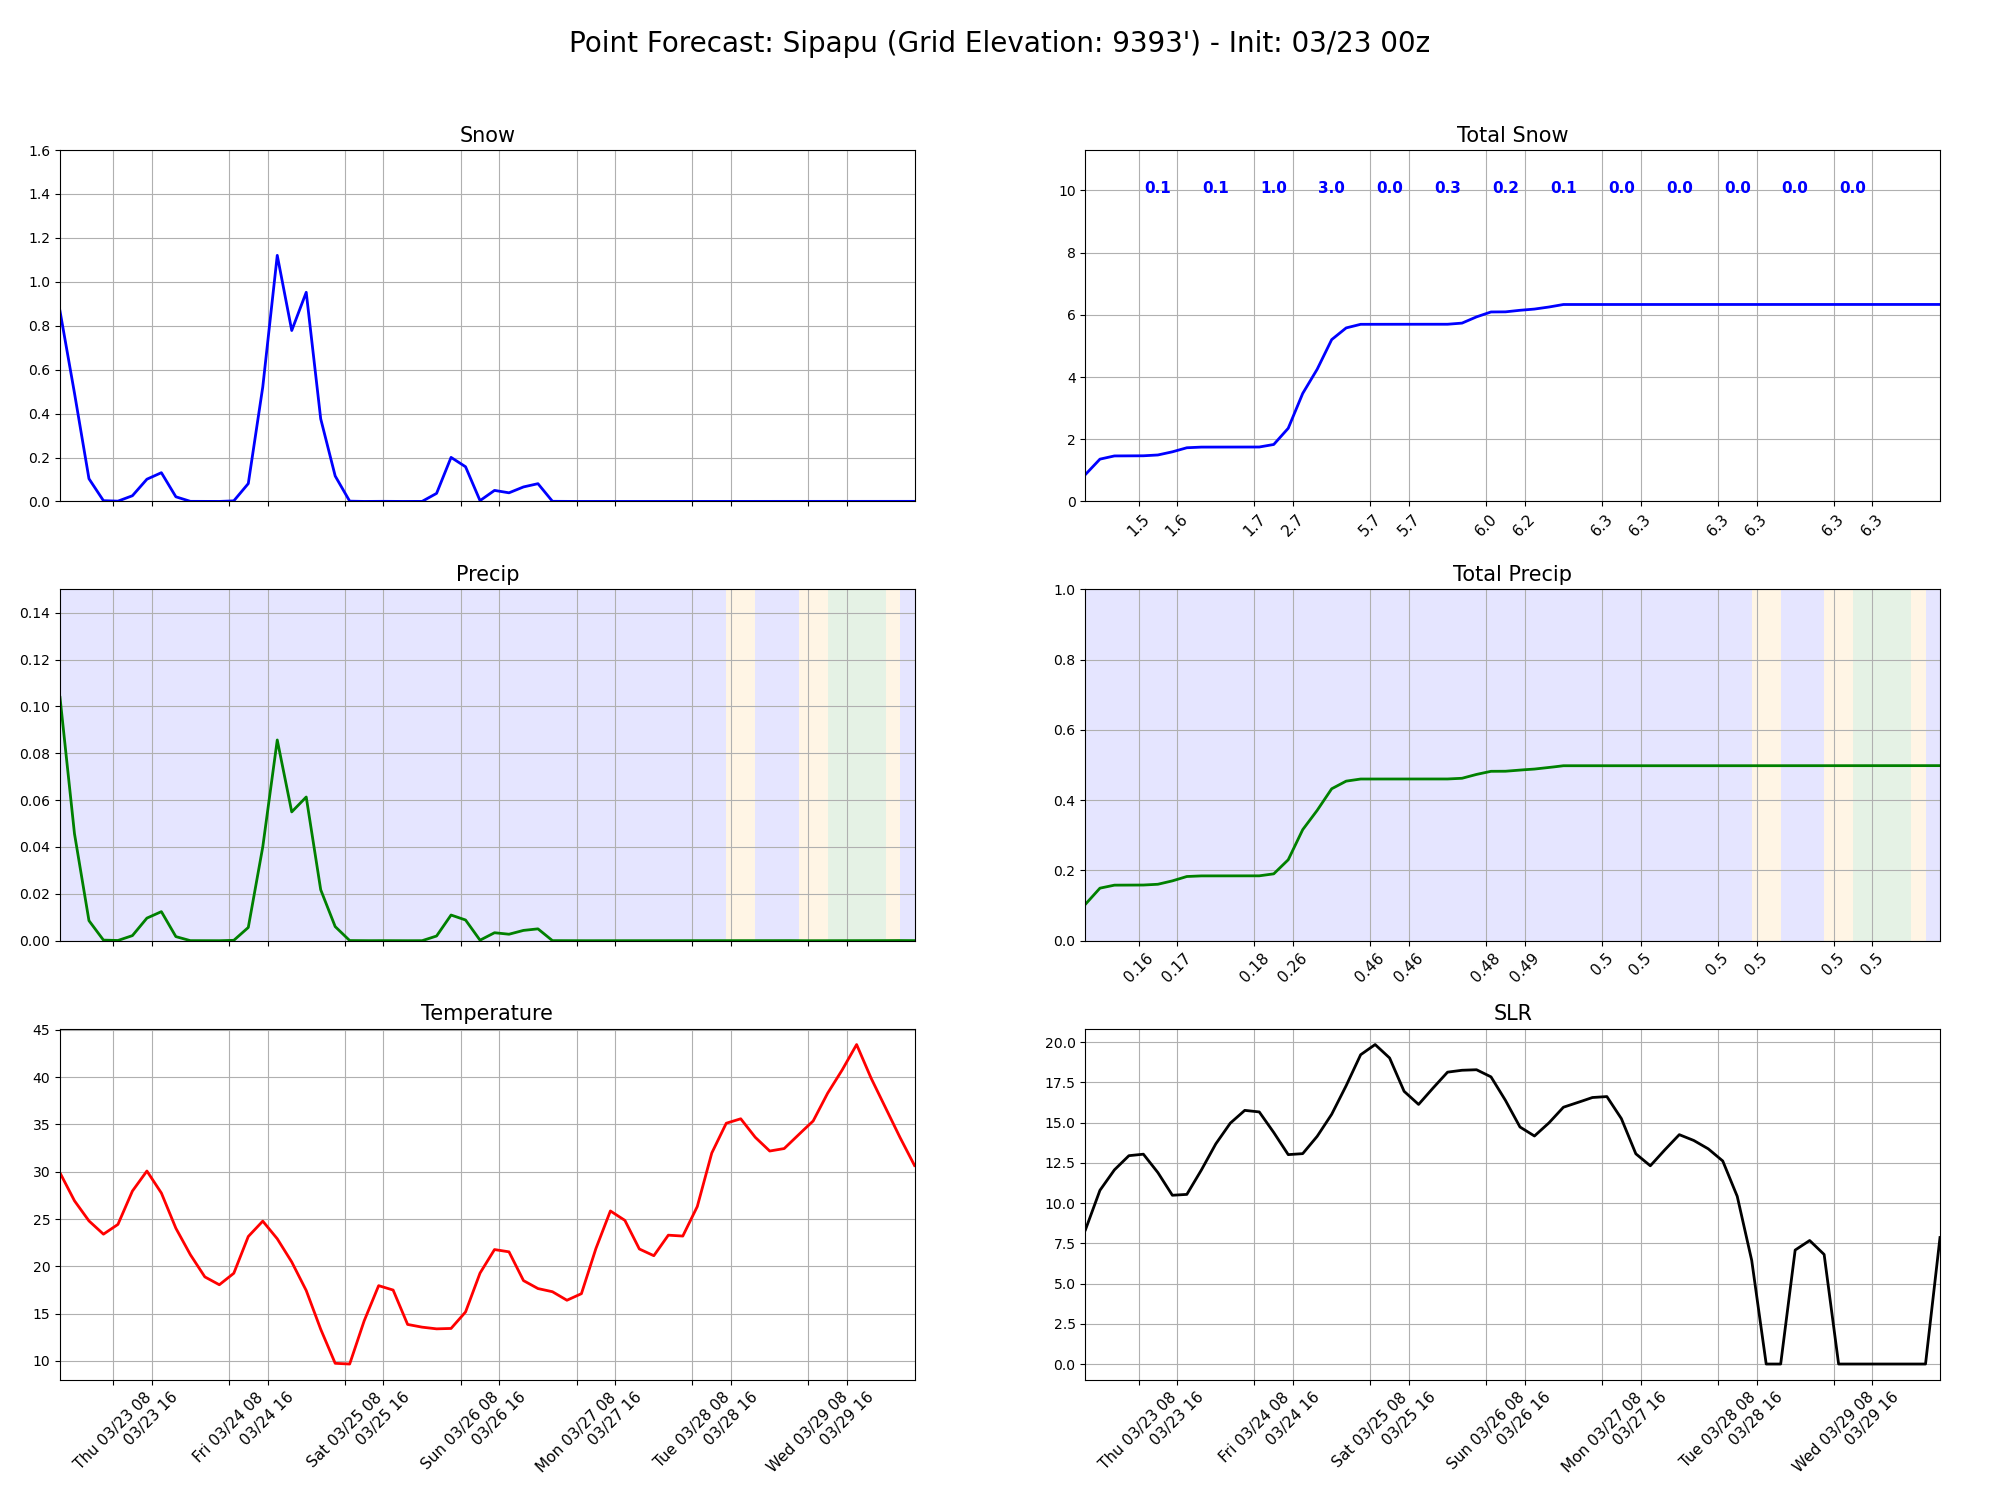 Point Forecast: Sipapu (Grid Elevation: 9393') - Init: 03/23 00z
Snow
1.6
1.4
1.2
1.0
0.8
0.6
0.4
0.2
0.0
Total Snow
0.1 0.1 1.0 3.0 0.0 0.3 0.2 0.1 0.0 0.0 0.0 0.0 0.0
10
8
6
4
2
0
1.5 1.6 1.7 2.7 5.7 5.7 6.0 6.2 6.3 6.3 6.3 6.3 6.3 6.3
Precip
0.14
0.12
0.10
0.08
0.06
0.04
0.02
0.00
Total Precip
1.0
0.8
0.6
0.4
0.2
0.0
0.16 0.17 0.18 0.26 0.46 0.46 0.48 0.49 0.5 0.5 0.5 0.5 0.5 0.5
Temperature
45
40
35
30
25
20
15
10
Thu 03/23 08
03/23 16
Fri 03/24 08
03/24 16
Sat 03/25 08
03/25 16
Sun 03/26 08
03/26 16
Mon 03/27 08
03/27 16
Tue 03/28 08
03/28 16
Wed 03/29 08
03/29 16
SLR
20.0
17.5
15.0
12.5
10.0
7.5
5.0
2.5
0.0
Thu 03/23 08
03/23 16
Fri 03/24 08
03/24 16
Sat 03/25 08
03/25 16
Sun 03/26 08
03/26 16
Mon 03/27 08
03/27 16
Tue 03/28 08
03/28 16
Wed 03/29 08
03/29 16